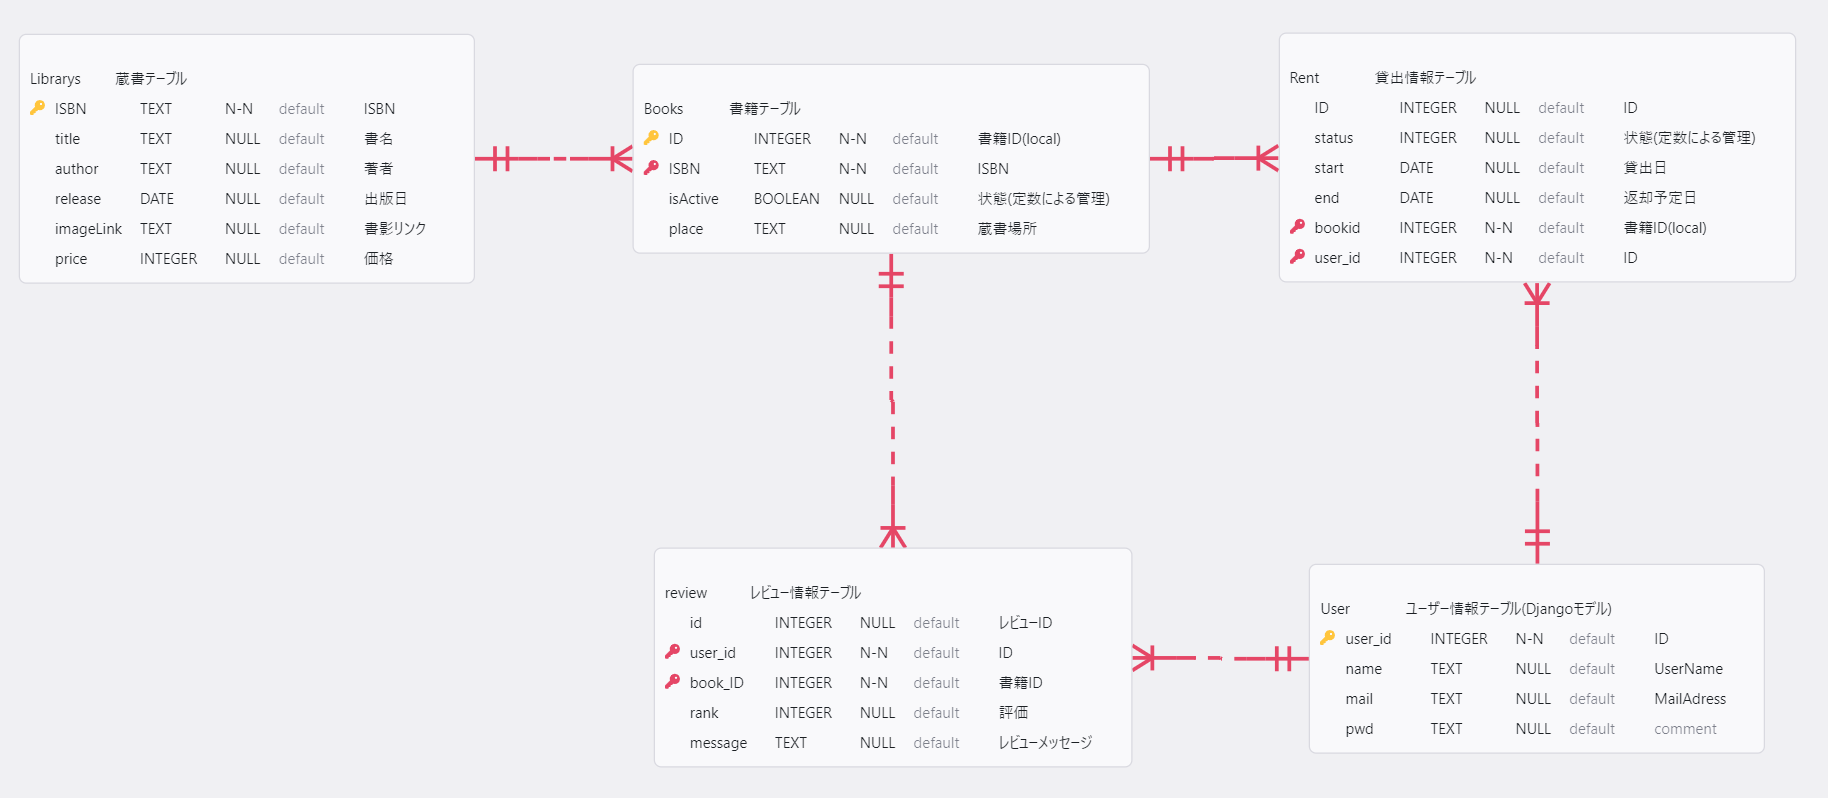 Librarys 蔵書テーブル
ISBN TEXT N-N default ISBN
title TEXT NULL default 書名
author TEXT NULL default 著者
release DATE NULL default 出版日
imageLink TEXT NULL default 書影リンク
price INTEGER NULL default 価格
Books 書籍テーブル
ID INTEGER N-N default 書籍ID(local)
ISBN TEXT N-N default ISBN
isActive BOOLEAN NULL default 状態(定数による管理)
place TEXT NULL default 蔵書場所
Rent 貸出情報テーブル
ID INTEGER NULL default ID
status INTEGER NULL default 状態(定数による管理)
start DATE NULL default 貸出日
end DATE NULL default 返却予定日
bookid INTEGER N-N default 書籍ID(local)
user_id INTEGER N-N default ID
review レビュー情報テーブル
id INTEGER NULL default レビューID
user_id INTEGER N-N default ID
book_ID INTEGER N-N default 書籍ID
rank INTEGER NULL default 評価
message TEXT NULL default レビューメッセージ
User ユーザー情報テーブル(Djangoモデル)
user_id INTEGER N-N default ID
name TEXT NULL default UserName
mail TEXT NULL default MailAdress
pwd TEXT NULL default comment